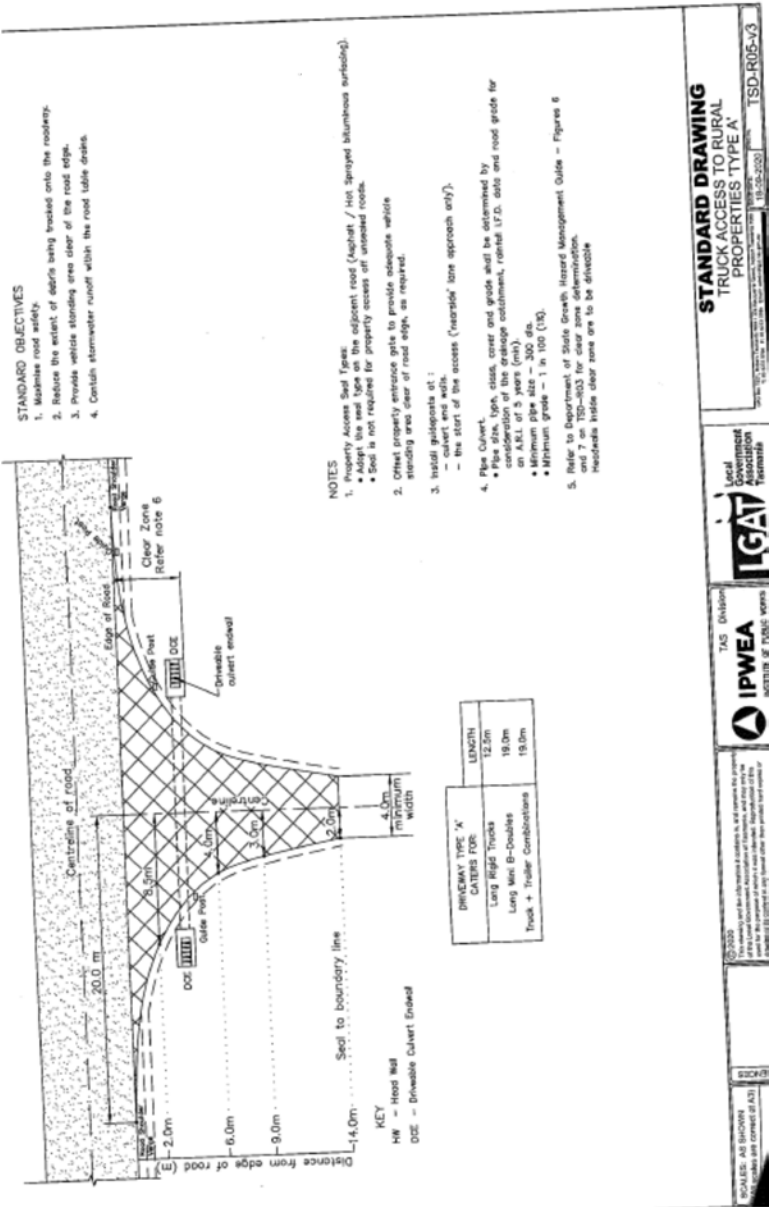 STANDARD OBJECTIVES
1. Maximise road safety.
2. Reduce the extent of debris being tracked onto the roadway.
3. Provide vehicle standing area clear of the road edge.
4. Contain stormwater runoff within the road table drains.
Centreline of road
20.0 m
Road Shoulder
Verge
Edge of Road
Guide Post
Road Shoulder
Verge
Clear Zone
Refer note 6
Guide Post
DCE
Driveable
culvert endwall
8.5m
Centreline
4.0m
3.0m
2.0m
4.0m
minimum
width
DCE
Guide Post
Distance from edge of road (m)
2.0m
6.0m
9.0m
14.0m
Seal to boundary line
KEY
HW - Head Wall
DCE - Driveable Culvert Endwall
DRIVEWAY TYPE 'A'
CATERS FOR:
LENGTH
Long Rigid Trucks 12.5m
Long Mini B-Doubles 19.0m
Truck + Trailer Combinations 19.0m
NOTES
1. Property Access Seal Types:
• Adopt the seal type on the adjacent road (Asphalt / Hot Sprayed bituminous surfacing).
• Seal is not required for property access off unsealed roads.
2. Offset property entrance gate to provide adequate vehicle
standing area clear of road edge, as required.
3. Install guideposts at :
- culvert end walls.
- the start of the access ('nearside' lane approach only').
4. Pipe Culvert.
• Pipe size, type, class, cover and grade shall be determined by
consideration of the drainage catchment, rainfall I.F.D. data and road grade for
an A.R.I. of 5 years (min).
• Minimum pipe size - 300 dia.
• Minimum grade - 1 in 100 (1%).
5. Refer to Department of State Growth Hazard Management Guide - Figures 6
and 7 on TSD-R03 for clear zone determination.
Headwalls inside clear zone are to be driveable
SCALES: AS SHOWN
©2020
TAS Division
IPWEA
INSTITUTE OF PUBLIC WORKS
LGAT
Local
Government
Association
Tasmania
STANDARD DRAWING
TRUCK ACCESS TO RURAL
PROPERTIES 'TYPE A'
TSD-R05-v3